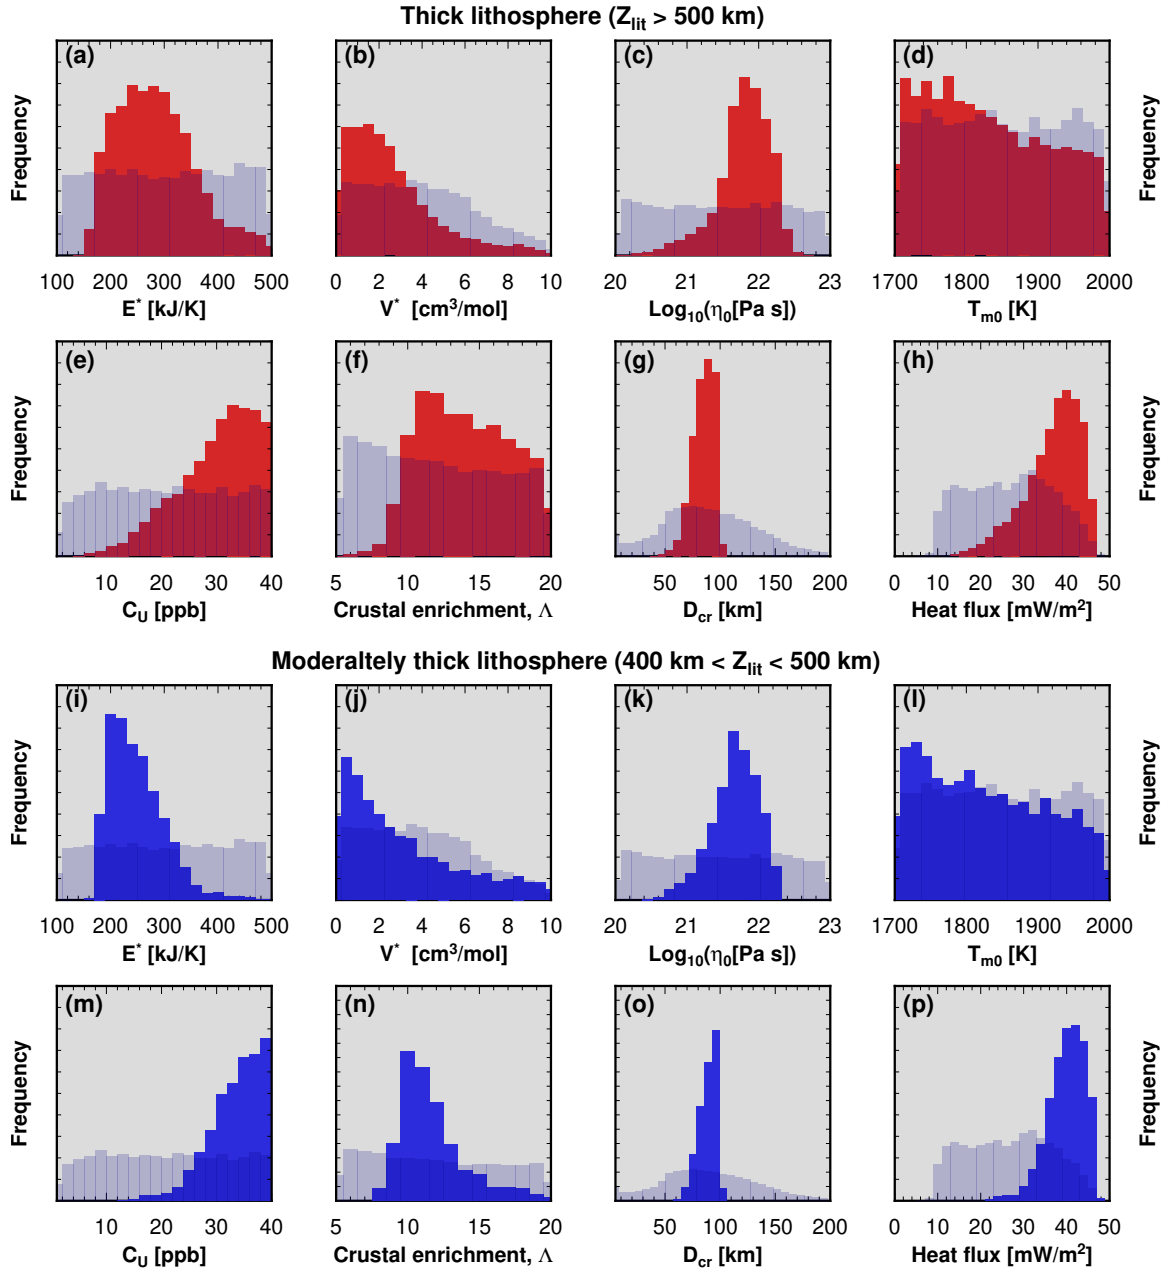 Thick lithosphere (Z_lit > 500 km)
(a) (b) (c) (d)
Frequency Frequency
100 200 300 400 500 0 2 4 6 8 10 20 21 22 23 1700 1800 1900 2000
E* [kJ/K] V* [cm³/mol] Log₁₀(η₀[Pa s]) T_m0 [K]
(e) (f) (g) (h)
Frequency Frequency
10 20 30 40 5 10 15 20 50 100 150 200 0 10 20 30 40 50
C_U [ppb] Crustal enrichment, Λ D_cr [km] Heat flux [mW/m²]
Moderaltely thick lithosphere (400 km < Z_lit < 500 km)
(i) (j) (k) (l)
Frequency Frequency
100 200 300 400 500 0 2 4 6 8 10 20 21 22 23 1700 1800 1900 2000
E* [kJ/K] V* [cm³/mol] Log₁₀(η₀[Pa s]) T_m0 [K]
(m) (n) (o) (p)
Frequency Frequency
10 20 30 40 5 10 15 20 50 100 150 200 0 10 20 30 40 50
C_U [ppb] Crustal enrichment, Λ D_cr [km] Heat flux [mW/m²]